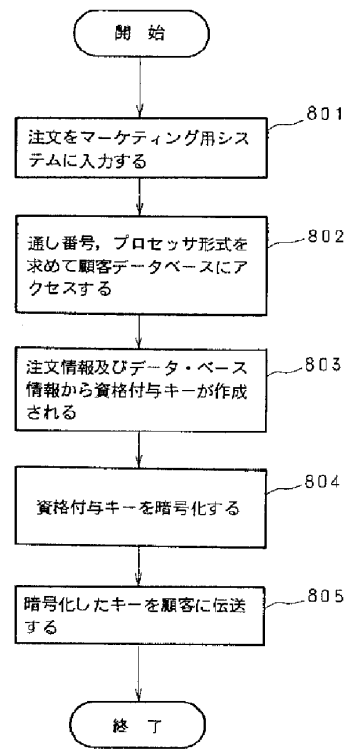 開 始
801
注文をマーケティング用シス
テムに入力する
802
通し番号，プロセッサ形式を
求めて顧客データベースにア
クセスする
803
注文情報及びデータ・ベース
情報から資格付与キーが作成
される
804
資格付与キーを暗号化する
805
暗号化したキーを顧客に伝送
する
終 了